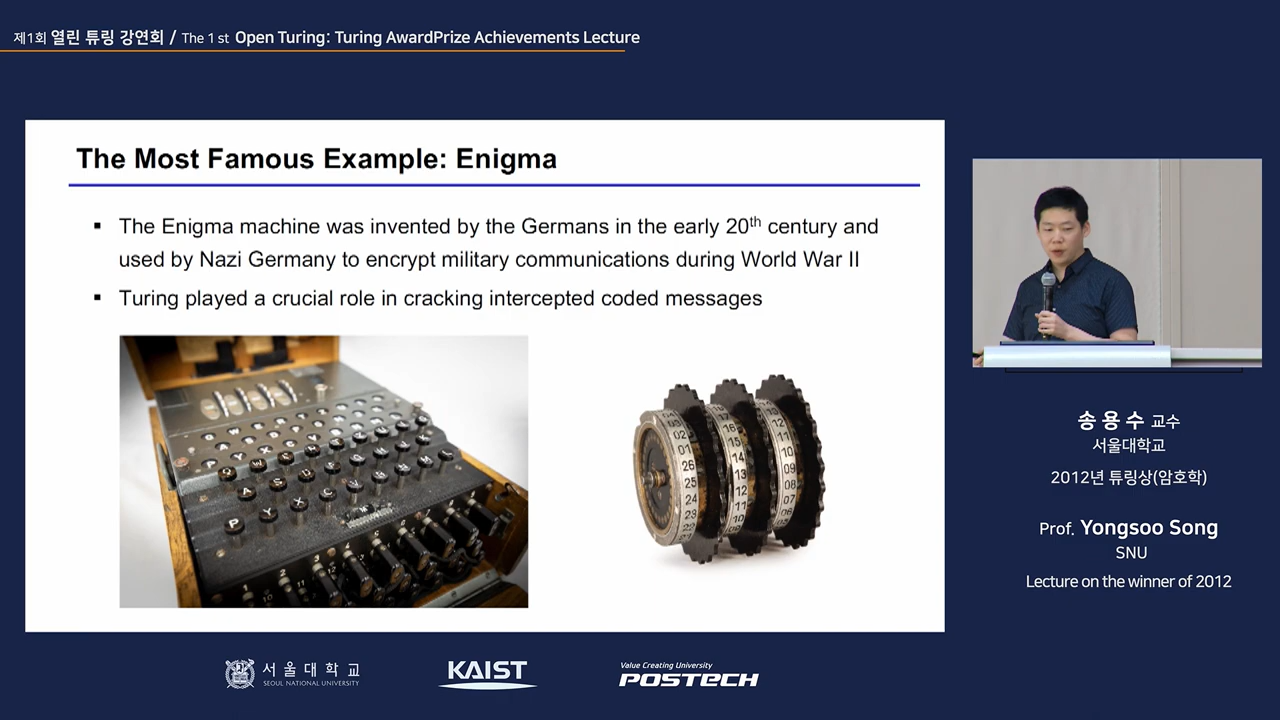 제1회 열린 튜링 강연회 / The 1 st Open Turing: Turing AwardPrize Achievements Lecture
The Most Famous Example: Enigma
▪ The Enigma machine was invented by the Germans in the early 20th century and
used by Nazi Germany to encrypt military communications during World War II
▪ Turing played a crucial role in cracking intercepted coded messages
송용수 교수
서울대학교
2012년 튜링상(암호학)
Prof. Yongsoo Song
SNU
Lecture on the winner of 2012
서울대학교
SEOUL NATIONAL UNIVERSITY
KAIST
Value Creating University
POSTECH